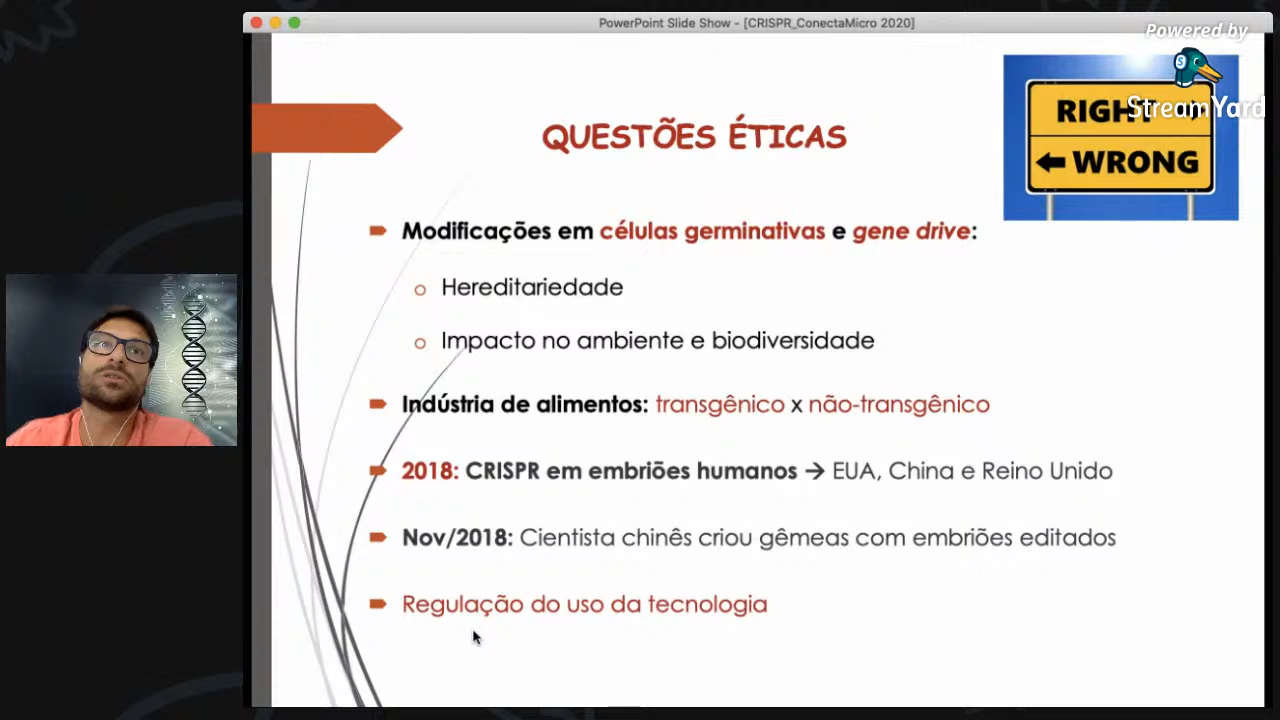 PowerPoint Slide Show - [CRISPR_ConectaMicro 2020]
Powered by
StreamYard
RIGHT
WRONG
QUESTÕES ÉTICAS
Modificações em células germinativas e gene drive:
Hereditariedade
Impacto no ambiente e biodiversidade
Indústria de alimentos: transgênico x não-transgênico
2018: CRISPR em embriões humanos → EUA, China e Reino Unido
Nov/2018: Cientista chinês criou gêmeas com embriões editados
Regulação do uso da tecnologia